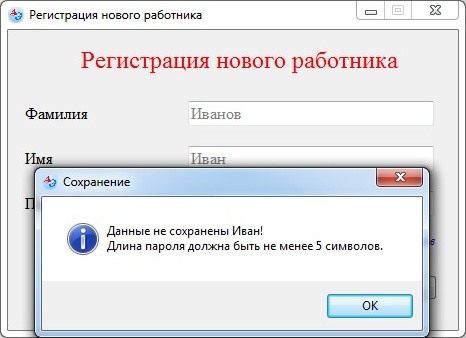 Регистрация нового работника
Регистрация нового работника
Фамилия
Иванов
Имя
Иван
Сохранение
Данные не сохранены Иван!
Длина пароля должна быть не менее 5 символов.
OK